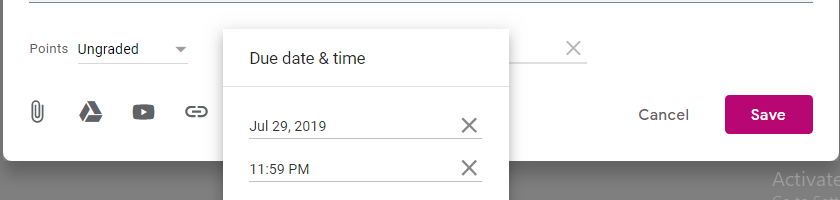 Points Ungraded
Due date & time
Jul 29, 2019
11:59 PM
Cancel Save
Activate